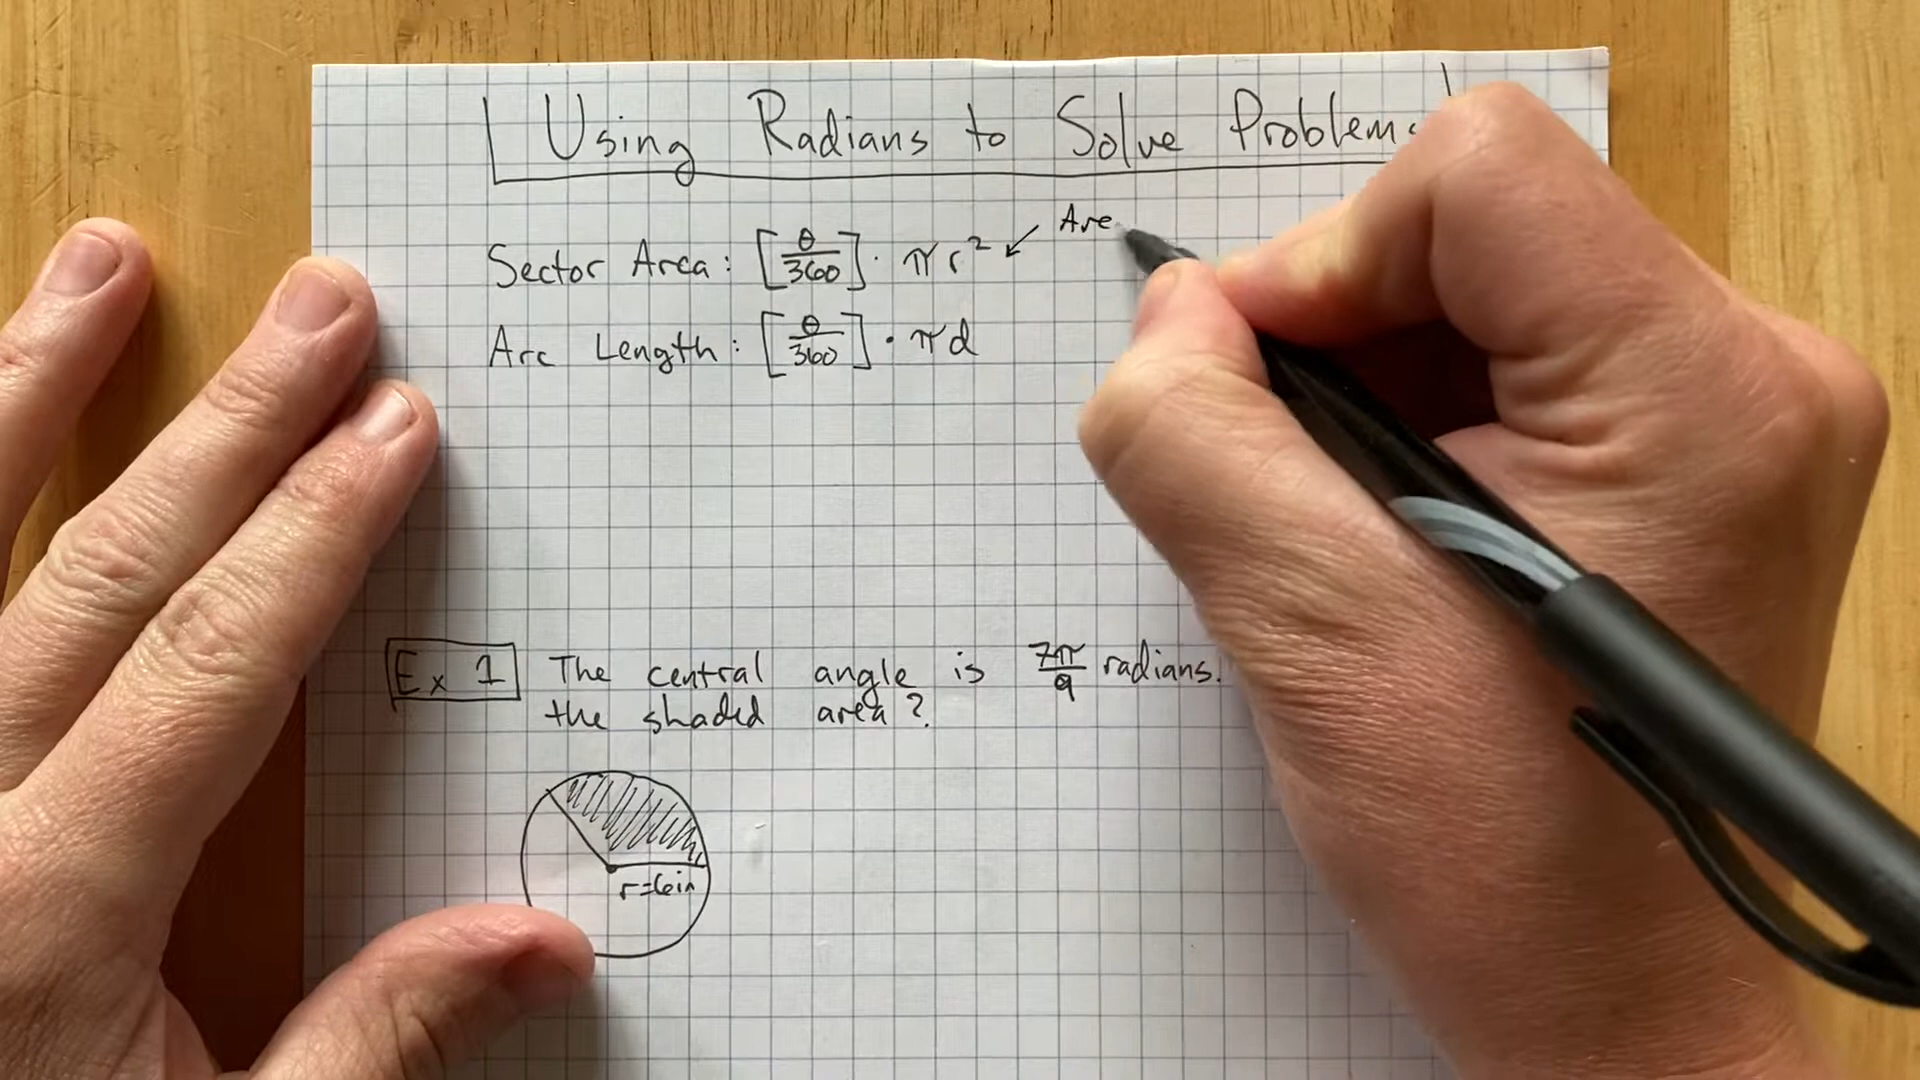 Using Radians to Solve Problem
Sector Area: [θ/360] · πr² ↙ Are
Arc Length: [θ/360] · πd
Ex 1 The central angle is 7π/9 radians.
the shaded area?
r=6in